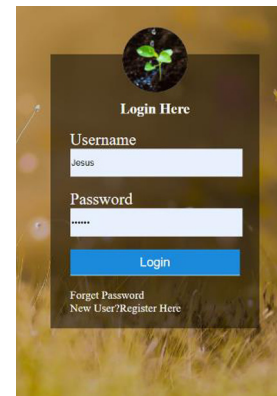 Login Here
Username
Jesus
Password
••••••
Login
Forget Password
New User?Register Here